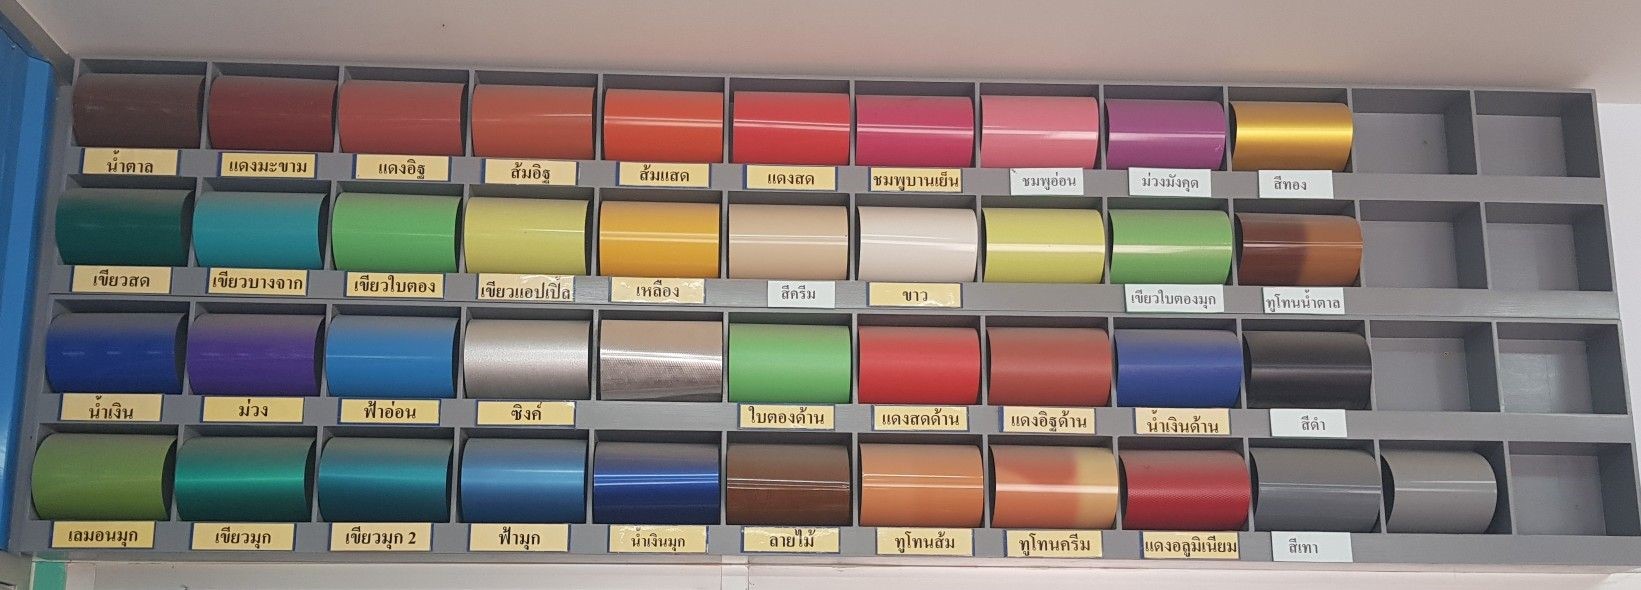 น้ำตาล
แดงมะขาม
แดงอิฐ
ส้มอิฐ
ส้มแสด
แดงสด
ชมพูบานเย็น
ชมพูอ่อน
ม่วงมังคุด
สีทอง
เขียวสด
เขียวบางจาก
เขียวใบตอง
เขียวแอปเปิ้ล
เหลือง
สีครีม
ขาว
เขียวใบตองมุก
ทูโทนน้ำตาล
น้ำเงิน
ม่วง
ฟ้าอ่อน
ซิงค์
ใบตองด้าน
แดงสดด้าน
แดงอิฐด้าน
น้ำเงินด้าน
สีดำ
เลมอนมุก
เขียวมุก
เขียวมุก 2
ฟ้ามุก
น้ำเงินมุก
ลายไม้
ทูโทนส้ม
ทูโทนครีม
แดงอลูมิเนียม
สีเทา